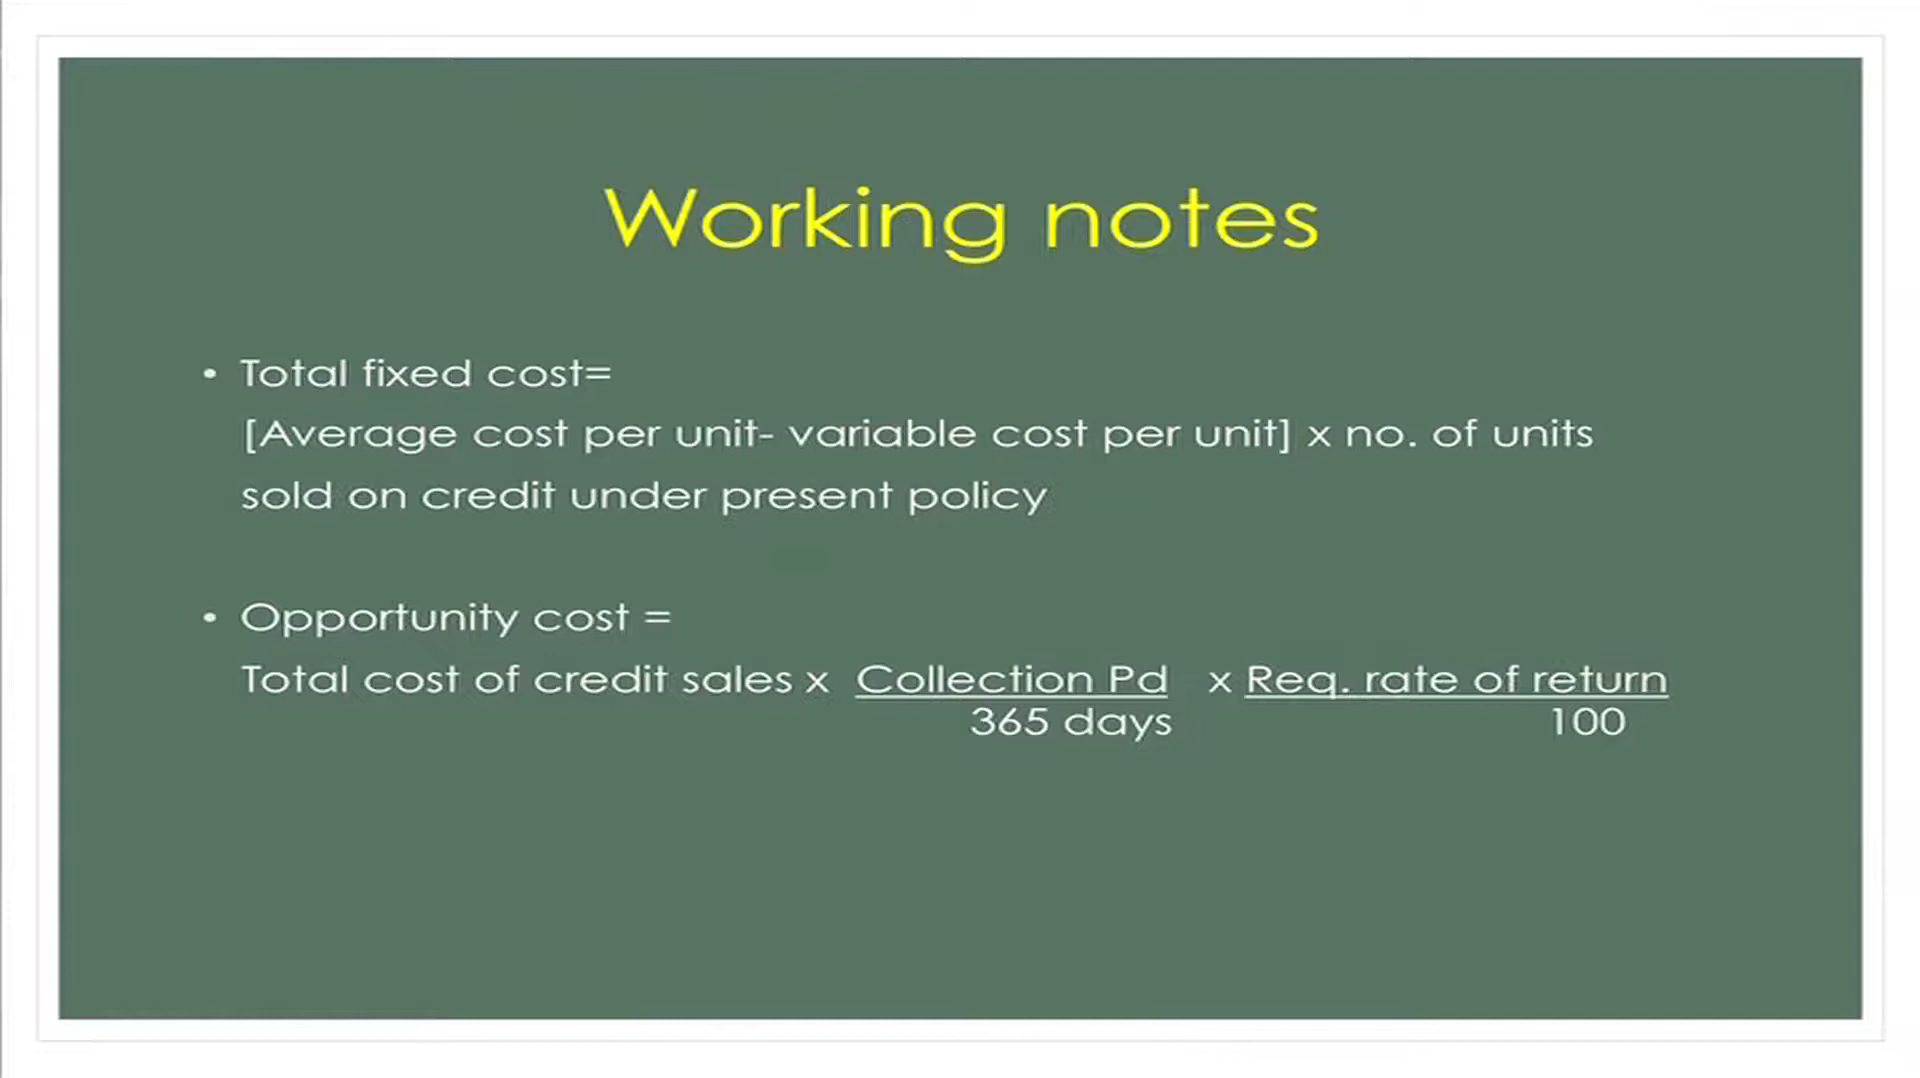 Working notes
• Total fixed cost=
[Average cost per unit- variable cost per unit] x no. of units
sold on credit under present policy
• Opportunity cost =
Total cost of credit sales x Collection Pd x Req. rate of return
365 days 100